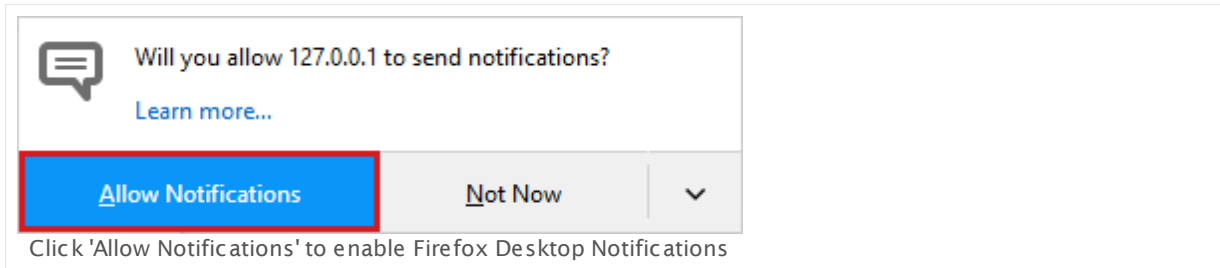 Will you allow 127.0.0.1 to send notifications?
Learn more...
Allow Notifications
Not Now
Click 'Allow Notifications' to enable Firefox Desktop Notifications